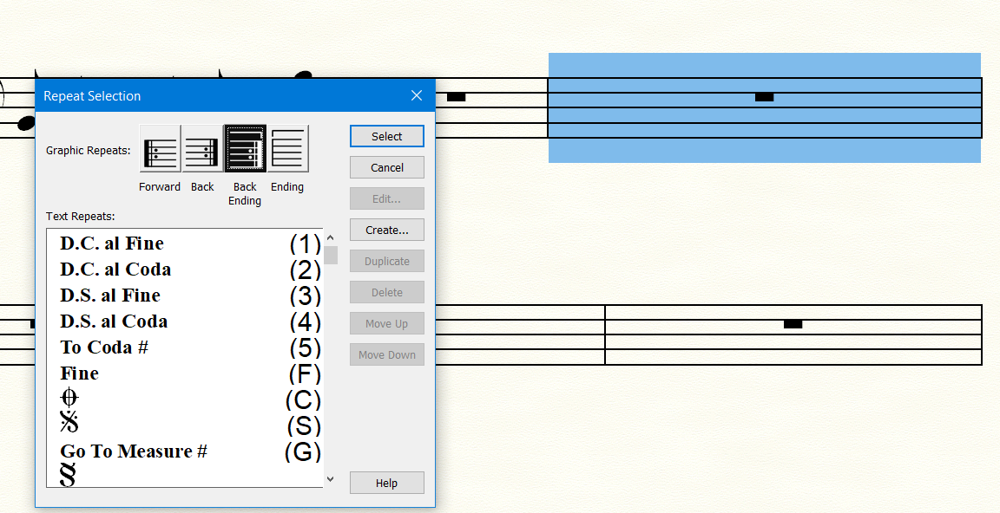 Repeat Selection
Graphic Repeats:
Forward Back Back Ending Ending
Select
Cancel
Edit...
Create...
Duplicate
Delete
Move Up
Move Down
Help
Text Repeats:
D.C. al Fine (1)
D.C. al Coda (2)
D.S. al Fine (3)
D.S. al Coda (4)
To Coda # (5)
Fine (F)
(C)
(S)
Go To Measure # (G)
§